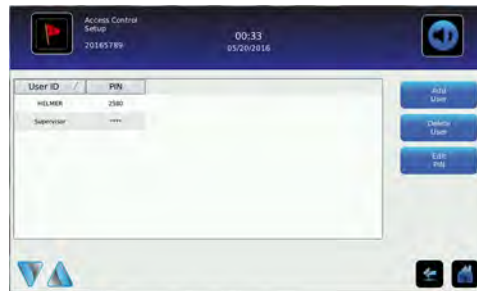 Access Control
Setup
20165789
00:33
05/20/2016
User ID / PIN
HELMER 2580
Supervisor ****
Add
User
Delete
User
Edit
PIN